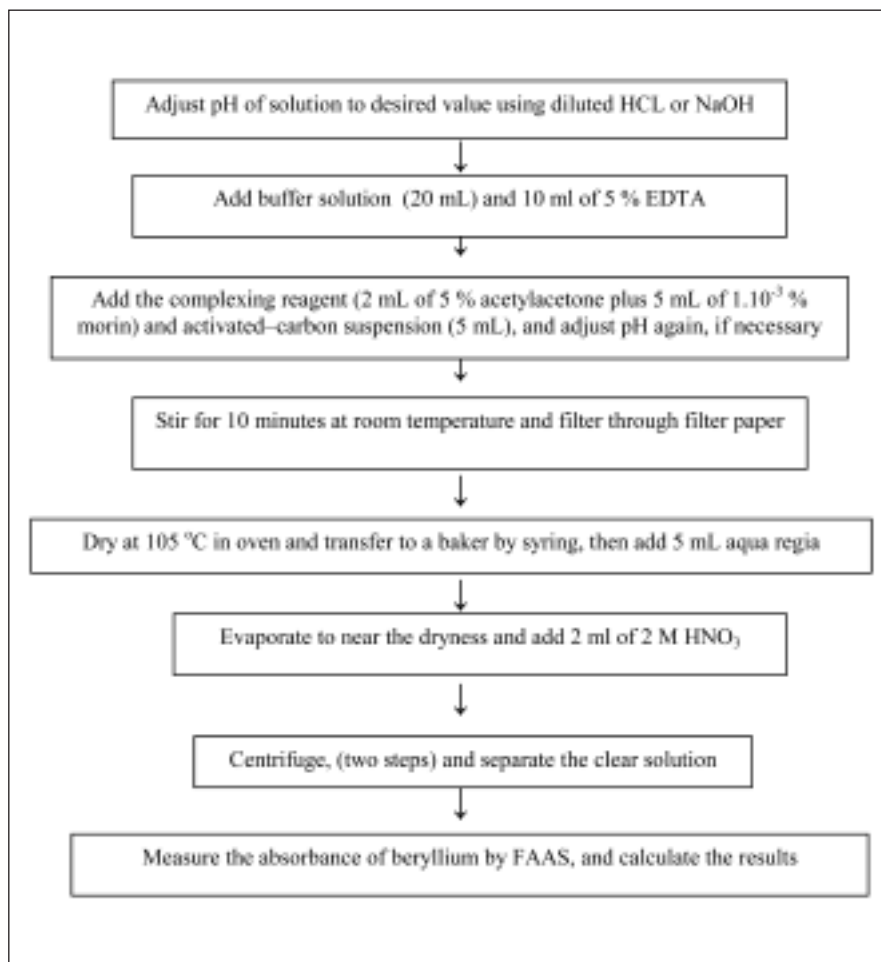 Adjust pH of solution to desired value using diluted HCL or NaOH
Add buffer solution (20 mL) and 10 ml of 5 % EDTA
Add the complexing reagent (2 mL of 5 % acetylacetone plus 5 mL of 1.10⁻³ %
morin) and activated–carbon suspension (5 mL), and adjust pH again, if necessary
Stir for 10 minutes at room temperature and filter through filter paper
Dry at 105 °C in oven and transfer to a baker by syring, then add 5 mL aqua regia
Evaporate to near the dryness and add 2 ml of 2 M HNO₃
Centrifuge, (two steps) and separate the clear solution
Measure the absorbance of beryllium by FAAS, and calculate the results